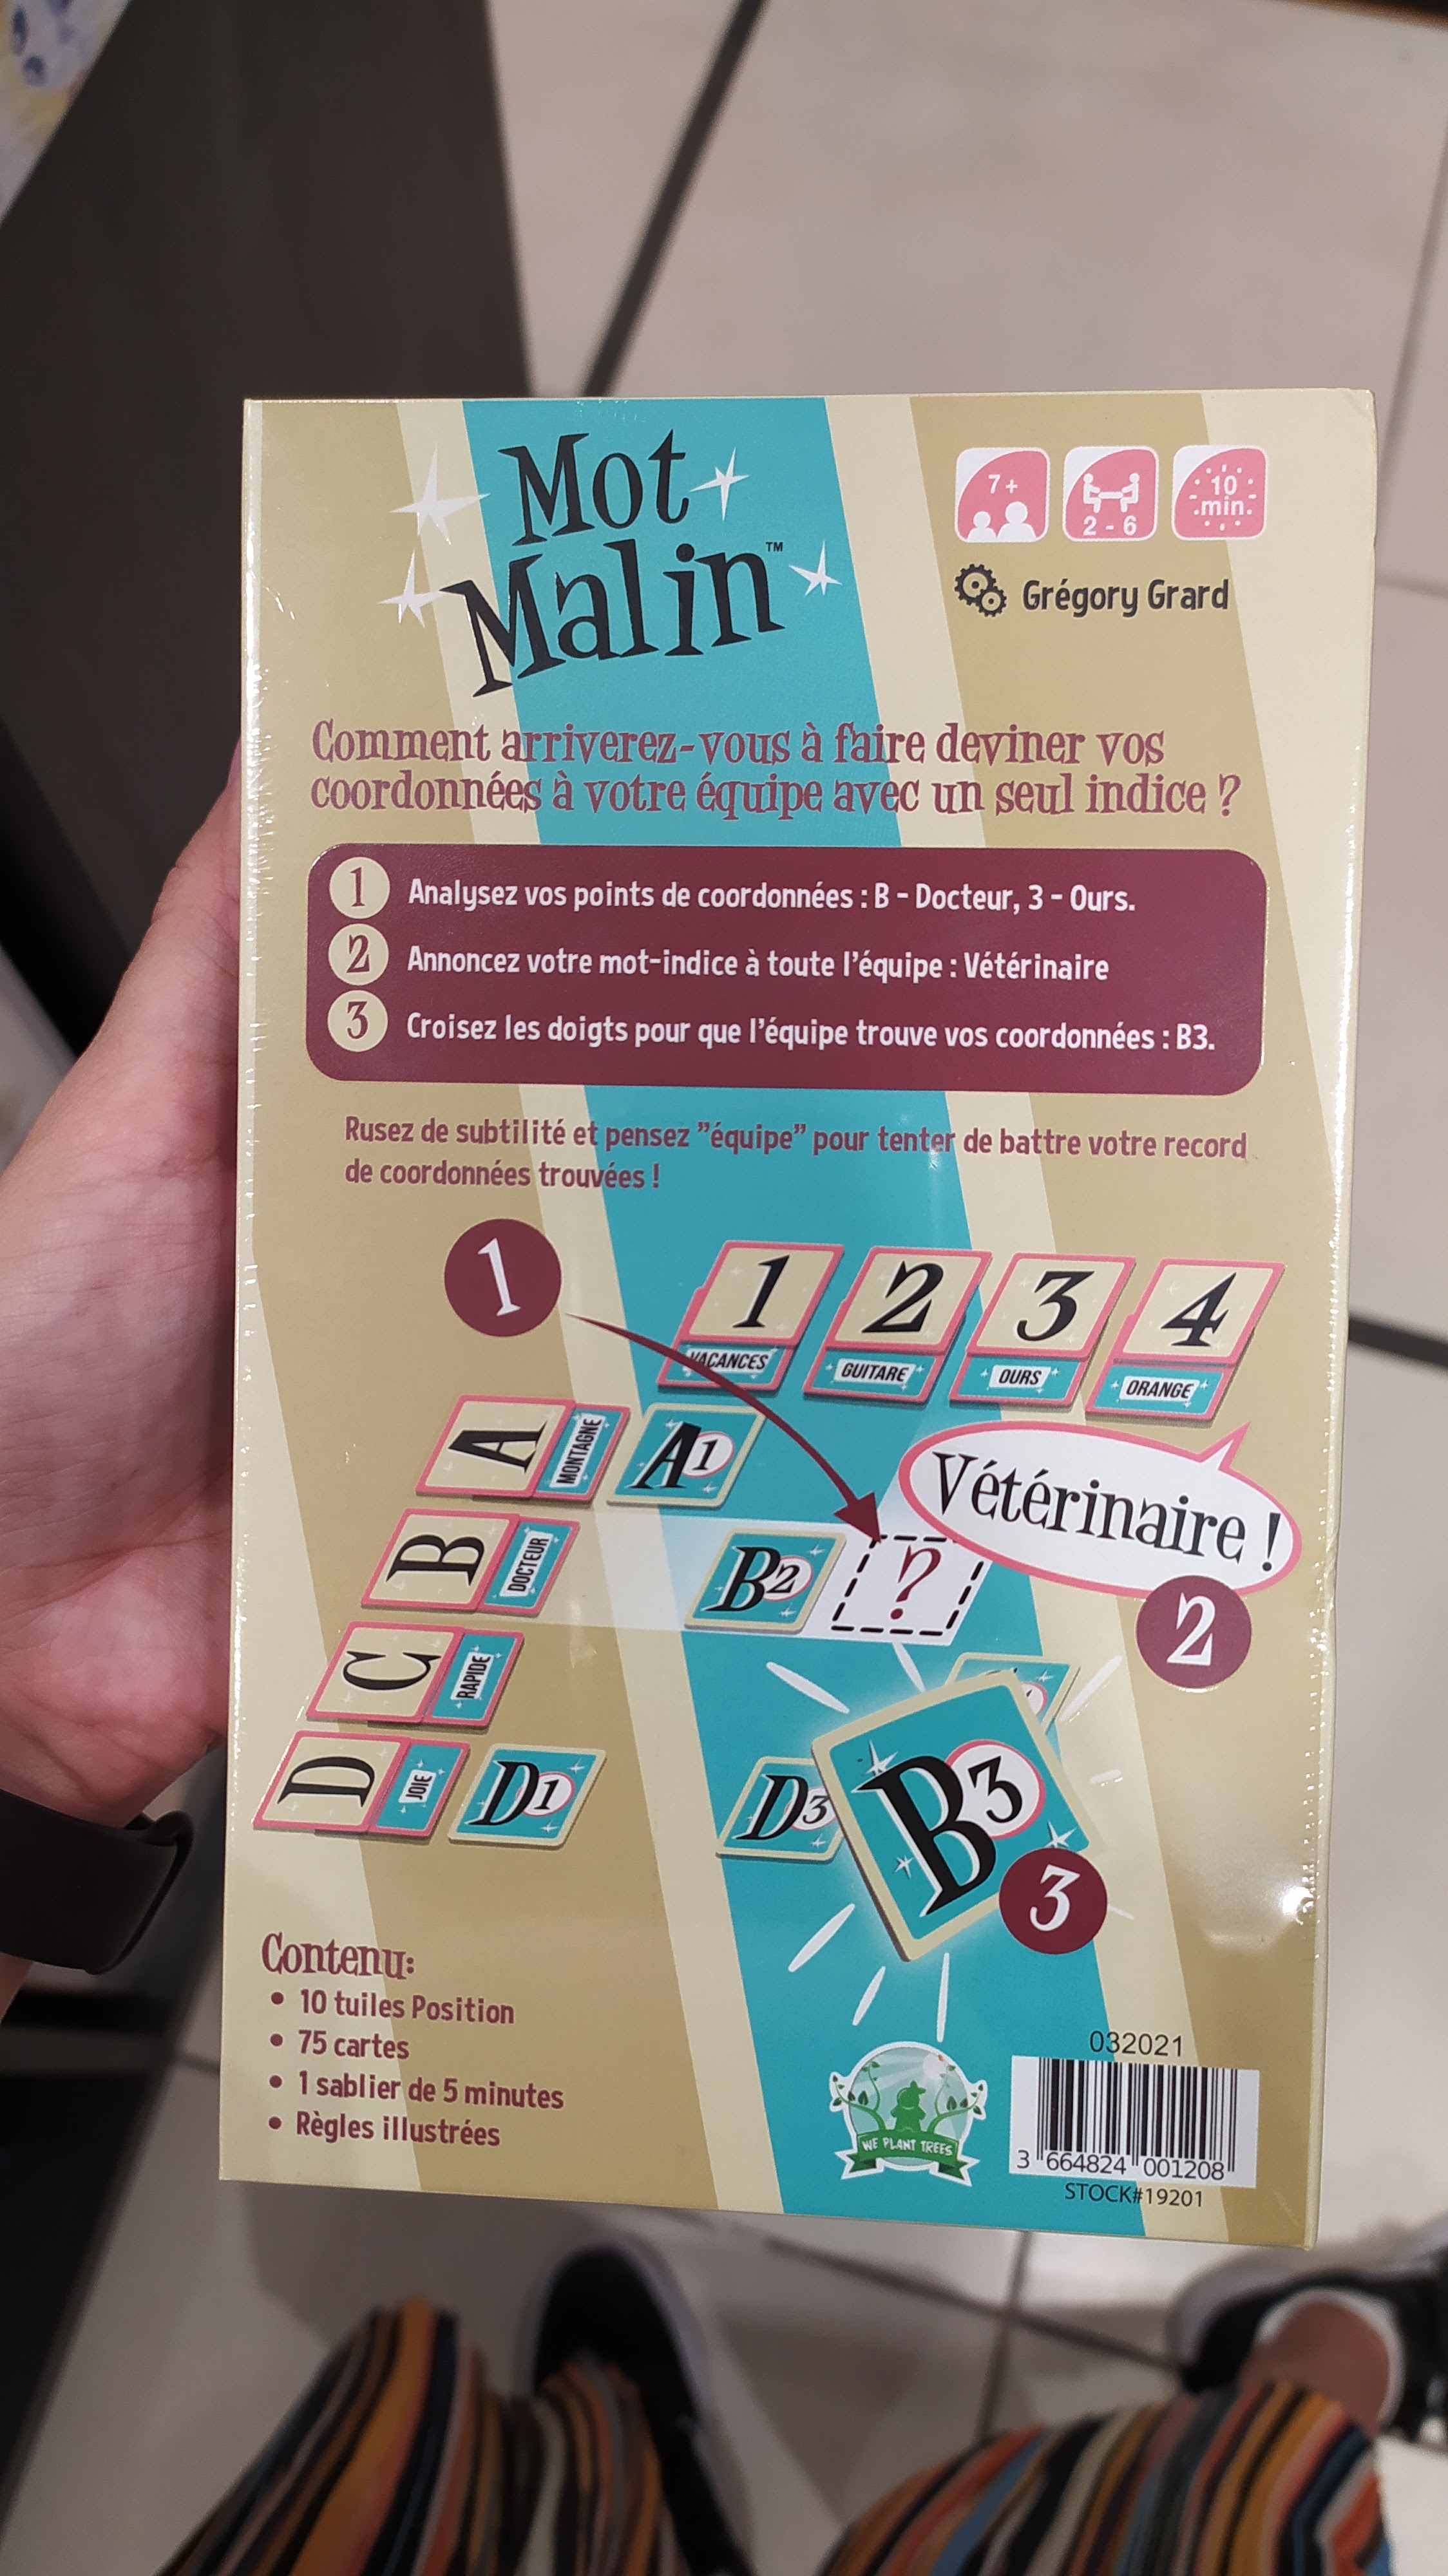 Mot
Malin™
7+
2 - 6
10
min.
Grégory Grard
Comment arriverez-vous à faire deviner vos
coordonnées à votre équipe avec un seul indice ?
1 Analysez vos points de coordonnées : B - Docteur, 3 - Ours.
2 Annoncez votre mot-indice à toute l'équipe : Vétérinaire
3 Croisez les doigts pour que l'équipe trouve vos coordonnées : B3.
Rusez de subtilité et pensez "équipe" pour tenter de battre votre record
de coordonnées trouvées !
1
1 2 3 4
VACANCES GUITARE OURS ORANGE
A MONTAGNE A1
Vétérinaire !
B DOCTEUR B2 ?
2
C RAPIDE
D JOIE D1 D3 B3
3
Contenu:
• 10 tuiles Position
• 75 cartes
• 1 sablier de 5 minutes
• Règles illustrées
WE PLANT TREES
032021
3 664824 001208
STOCK#19201